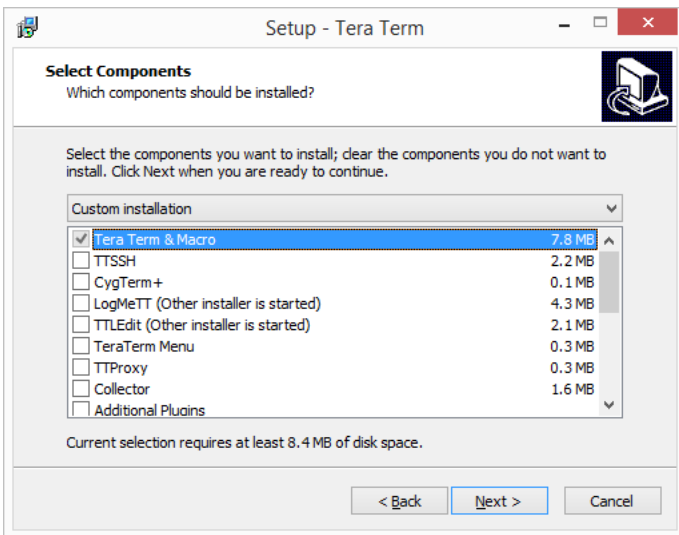 Setup - Tera Term
Select Components
Which components should be installed?
Select the components you want to install; clear the components you do not want to
install. Click Next when you are ready to continue.
Custom installation
Tera Term & Macro 7.8 MB
TTSSH 2.2 MB
CygTerm+ 0.1 MB
LogMeTT (Other installer is started) 4.3 MB
TTLEdit (Other installer is started) 2.1 MB
TeraTerm Menu 0.3 MB
TTProxy 0.3 MB
Collector 1.6 MB
Additional Plugins
Current selection requires at least 8.4 MB of disk space.
< Back Next > Cancel